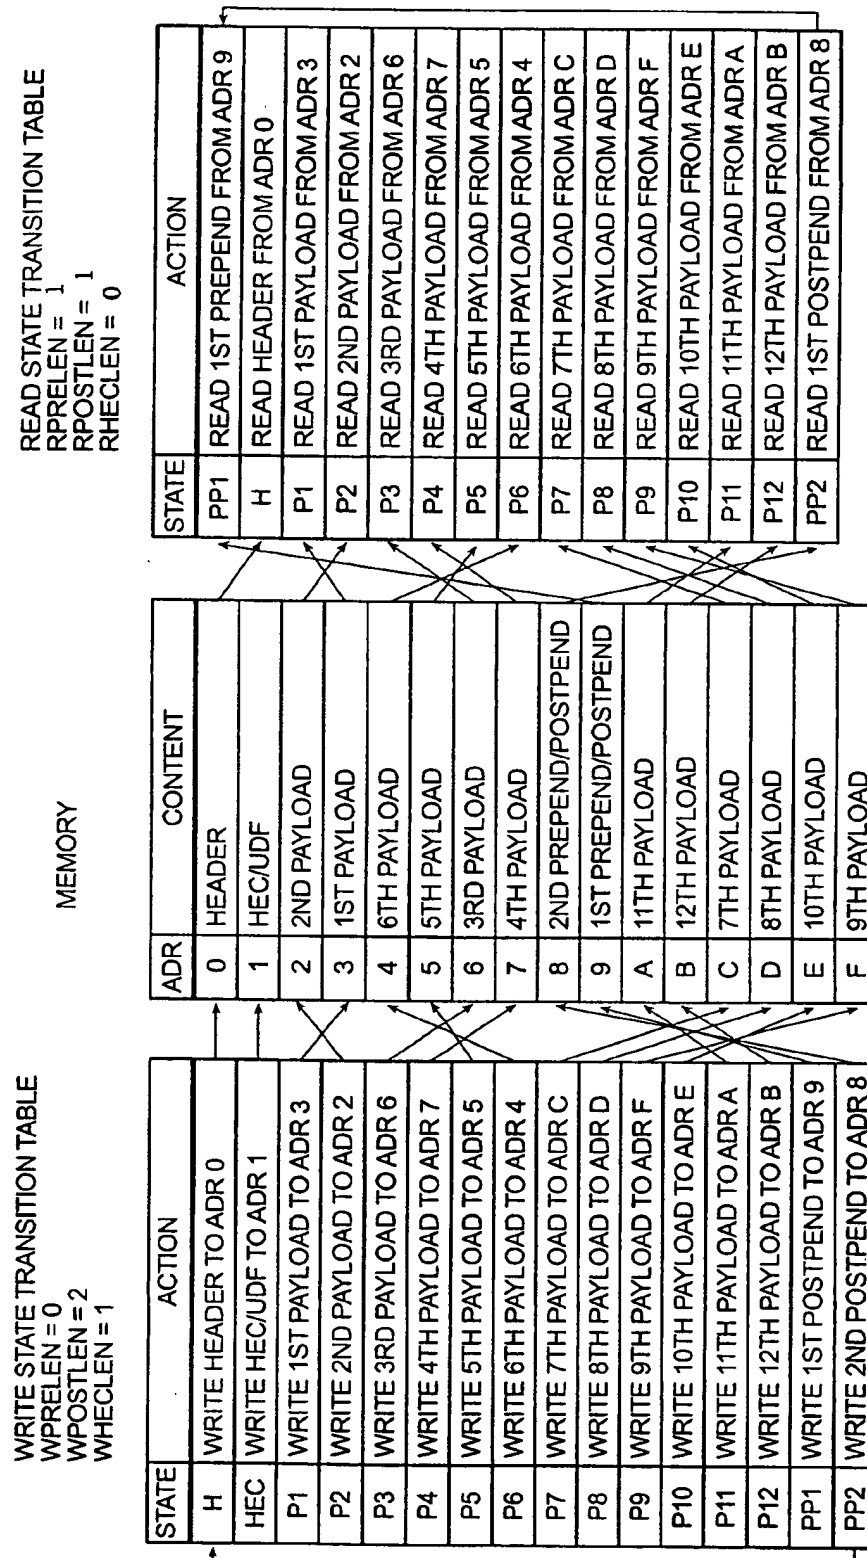 WRITE STATE TRANSITION TABLE
WPRELEN = 0
WPOSTLEN = 2
WHECLEN = 1
STATE ACTION
H WRITE HEADER TO ADR 0
HEC WRITE HEC/UDF TO ADR 1
P1 WRITE 1ST PAYLOAD TO ADR 3
P2 WRITE 2ND PAYLOAD TO ADR 2
P3 WRITE 3RD PAYLOAD TO ADR 6
P4 WRITE 4TH PAYLOAD TO ADR 7
P5 WRITE 5TH PAYLOAD TO ADR 5
P6 WRITE 6TH PAYLOAD TO ADR 4
P7 WRITE 7TH PAYLOAD TO ADR C
P8 WRITE 8TH PAYLOAD TO ADR D
P9 WRITE 9TH PAYLOAD TO ADR F
P10 WRITE 10TH PAYLOAD TO ADR E
P11 WRITE 11TH PAYLOAD TO ADR A
P12 WRITE 12TH PAYLOAD TO ADR B
PP1 WRITE 1ST POSTPEND TO ADR 9
PP2 WRITE 2ND POSTPEND TO ADR 8
MEMORY
ADR CONTENT
0 HEADER
1 HEC/UDF
2 2ND PAYLOAD
3 1ST PAYLOAD
4 6TH PAYLOAD
5 5TH PAYLOAD
6 3RD PAYLOAD
7 4TH PAYLOAD
8 2ND PREPEND/POSTPEND
9 1ST PREPEND/POSTPEND
A 11TH PAYLOAD
B 12TH PAYLOAD
C 7TH PAYLOAD
D 8TH PAYLOAD
E 10TH PAYLOAD
F 9TH PAYLOAD
READ STATE TRANSITION TABLE
RPRELEN = 1
RPOSTLEN = 1
RHECLEN = 0
STATE ACTION
PP1 READ 1ST PREPEND FROM ADR 9
H READ HEADER FROM ADR 0
P1 READ 1ST PAYLOAD FROM ADR 3
P2 READ 2ND PAYLOAD FROM ADR 2
P3 READ 3RD PAYLOAD FROM ADR 6
P4 READ 4TH PAYLOAD FROM ADR 7
P5 READ 5TH PAYLOAD FROM ADR 5
P6 READ 6TH PAYLOAD FROM ADR 4
P7 READ 7TH PAYLOAD FROM ADR C
P8 READ 8TH PAYLOAD FROM ADR D
P9 READ 9TH PAYLOAD FROM ADR F
P10 READ 10TH PAYLOAD FROM ADR E
P11 READ 11TH PAYLOAD FROM ADR A
P12 READ 12TH PAYLOAD FROM ADR B
PP2 READ 1ST POSTPEND FROM ADR 8